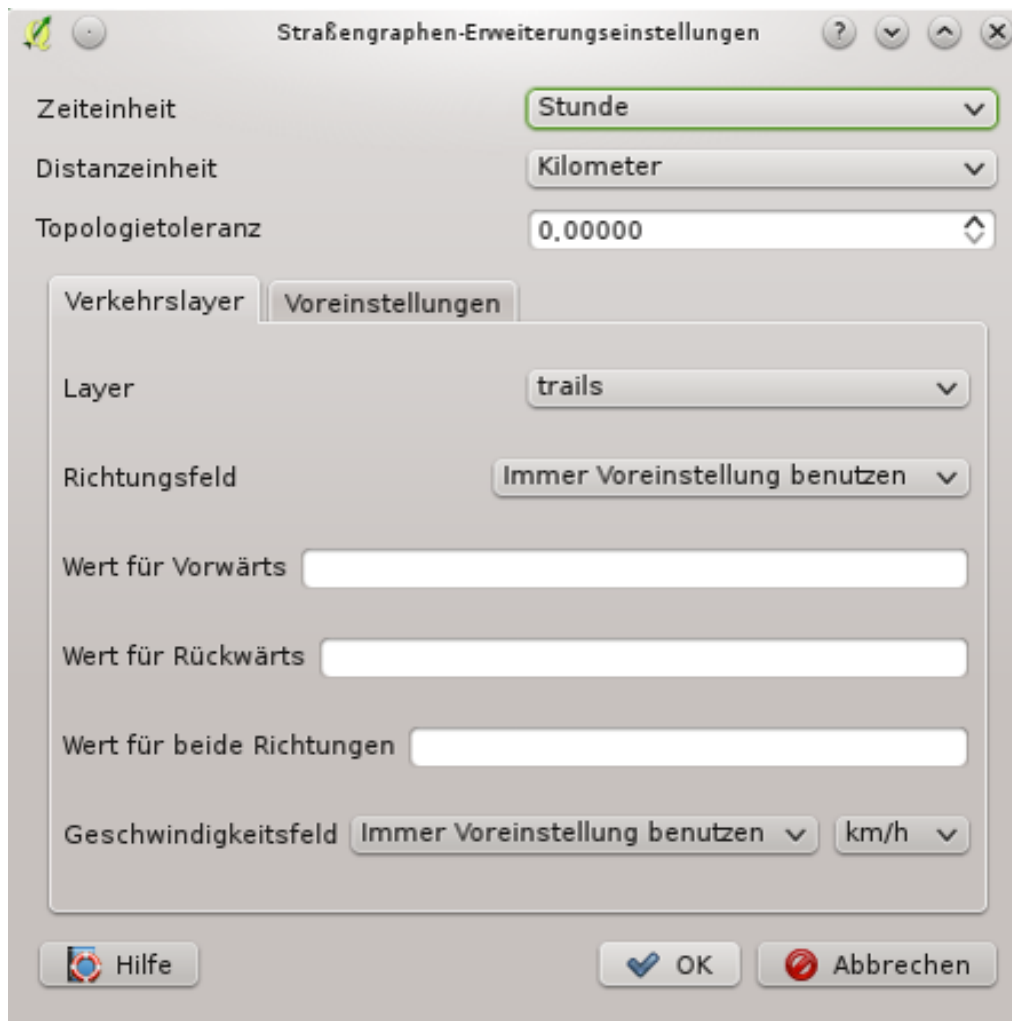 Straßengraphen-Erweiterungseinstellungen
Zeiteinheit Stunde
Distanzeinheit Kilometer
Topologietoleranz 0,00000
Verkehrslayer Voreinstellungen
Layer trails
Richtungsfeld Immer Voreinstellung benutzen
Wert für Vorwärts
Wert für Rückwärts
Wert für beide Richtungen
Geschwindigkeitsfeld Immer Voreinstellung benutzen km/h
Hilfe OK Abbrechen